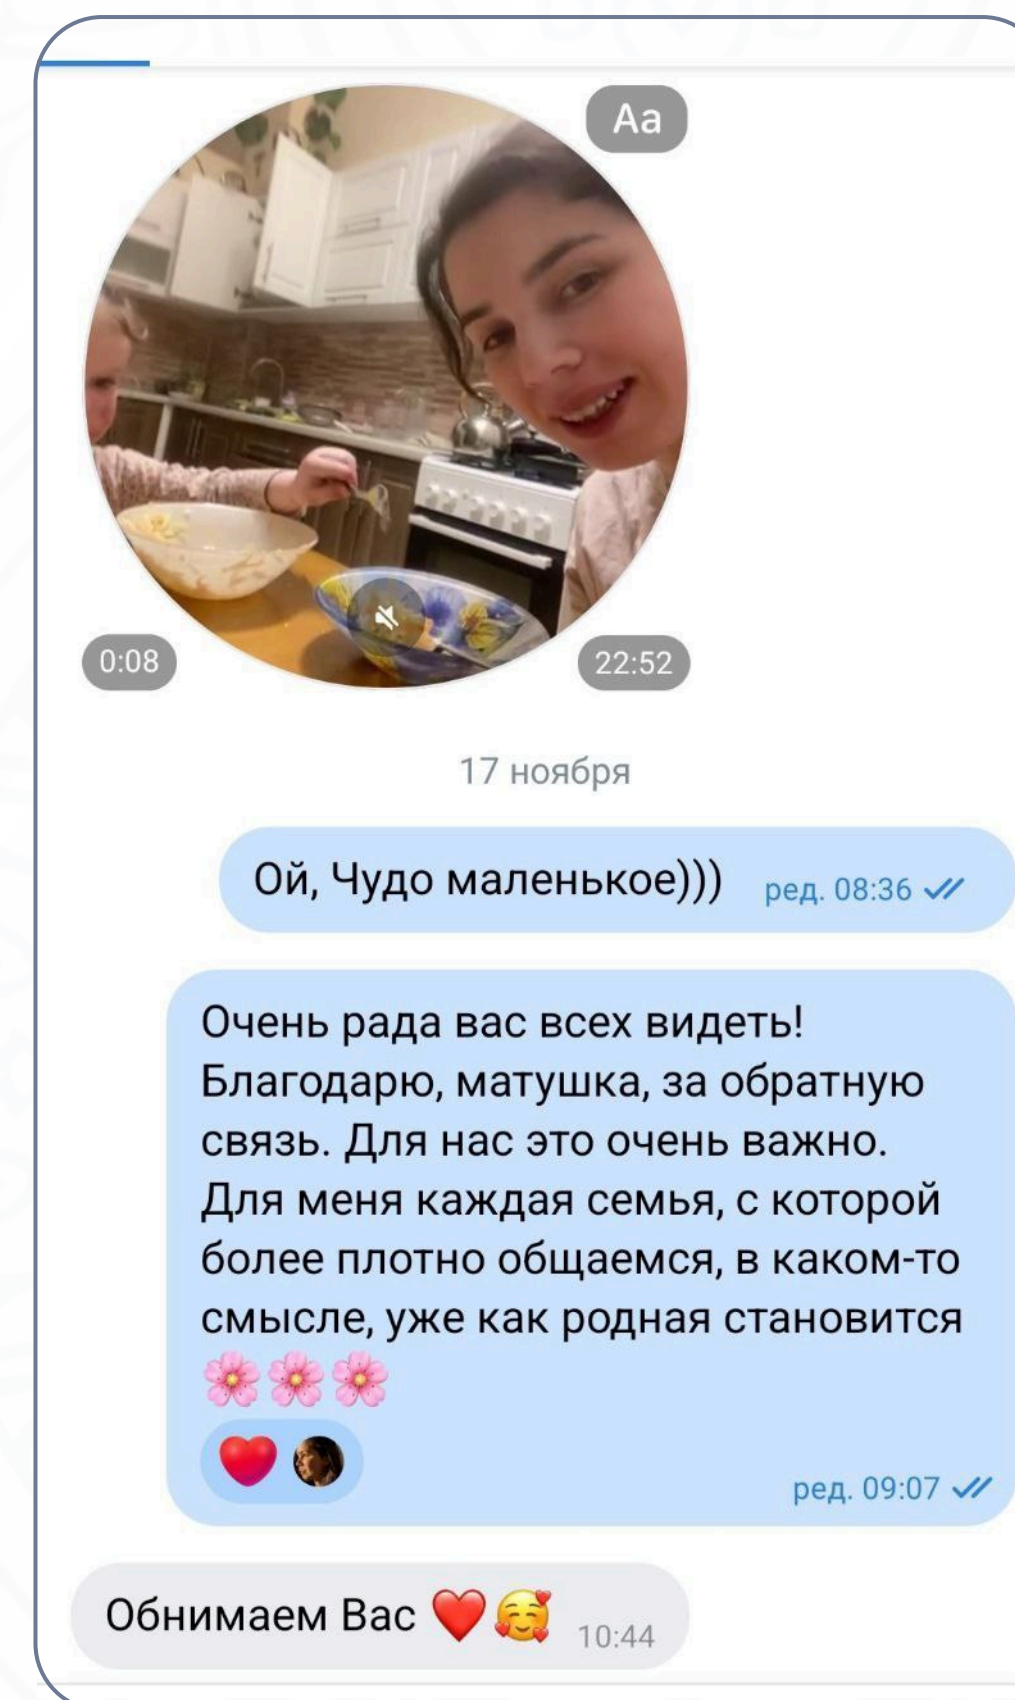 Aa
0:08
22:52
17 ноября
Ой, Чудо маленькое)))
ред. 08:36
Очень рада вас всех видеть!
Благодарю, матушка, за обратную
связь. Для нас это очень важно.
Для меня каждая семья, с которой
более плотно общаемся, в каком-то
смысле, уже как родная становится
🌸🌸🌸
❤️
ред. 09:07
Обнимаем Вас ❤️🥰
10:44